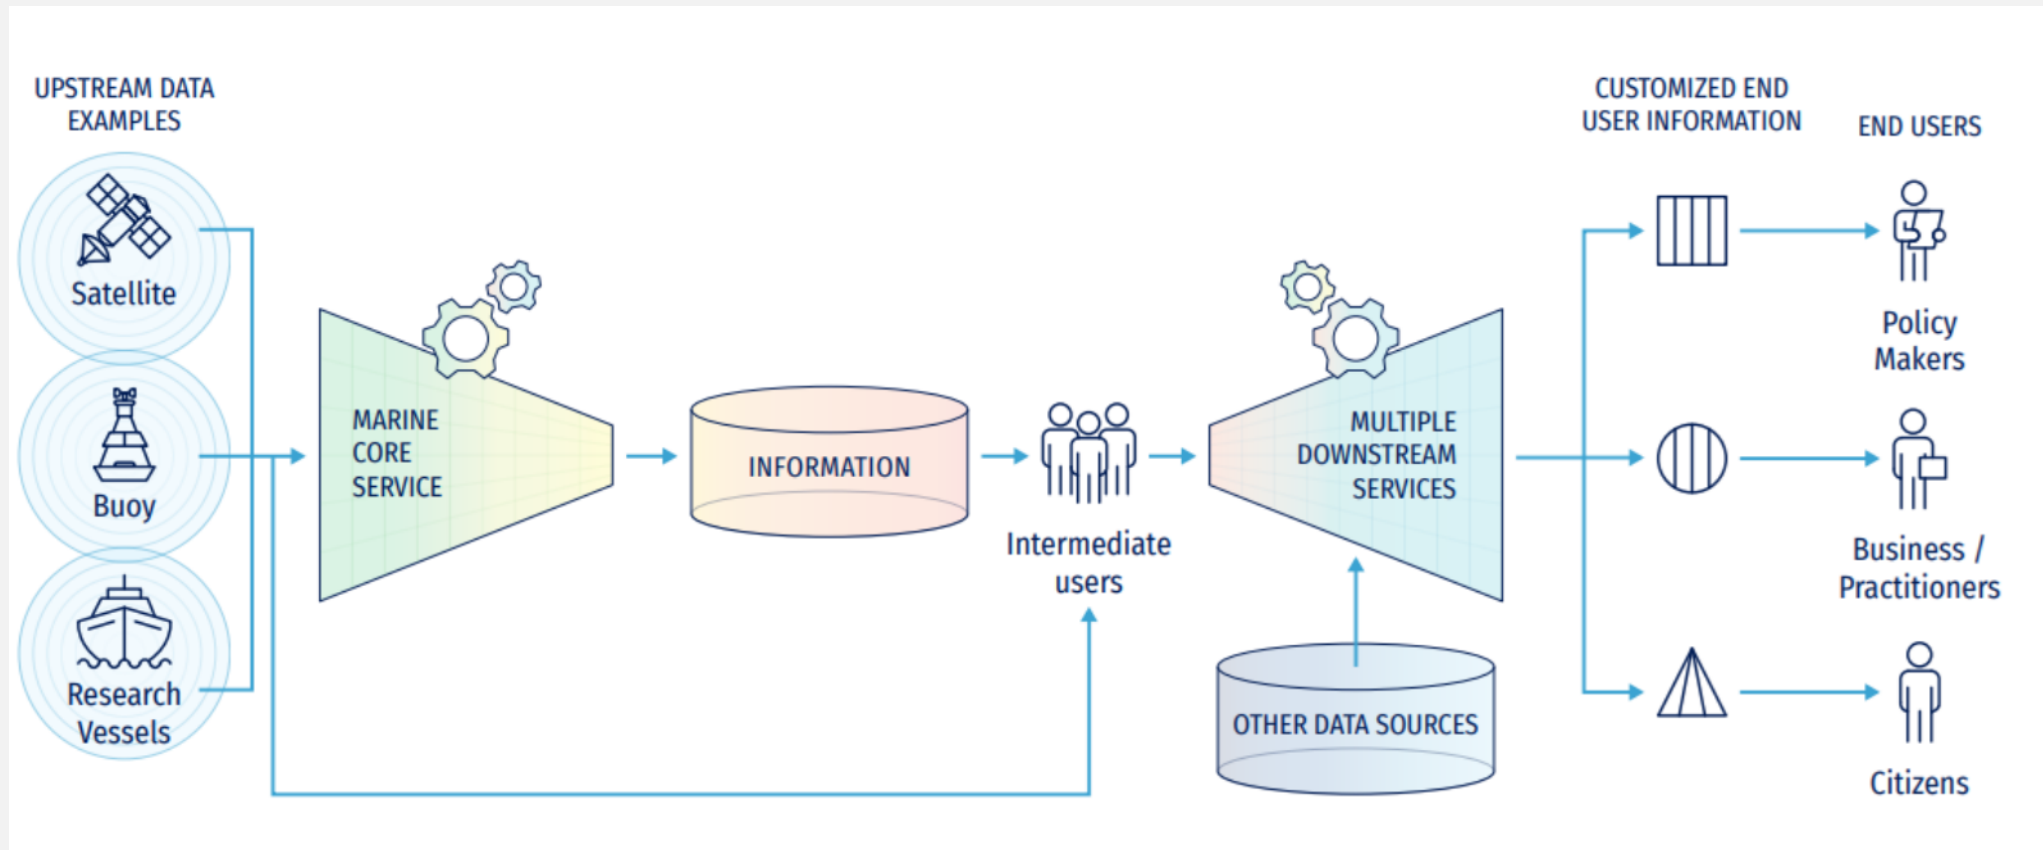 UPSTREAM DATA
EXAMPLES
Satellite
Buoy
Research
Vessels
MARINE
CORE
SERVICE
INFORMATION
Intermediate
users
MULTIPLE
DOWNSTREAM
SERVICES
OTHER DATA SOURCES
CUSTOMIZED END
USER INFORMATION
END USERS
Policy
Makers
Business /
Practitioners
Citizens